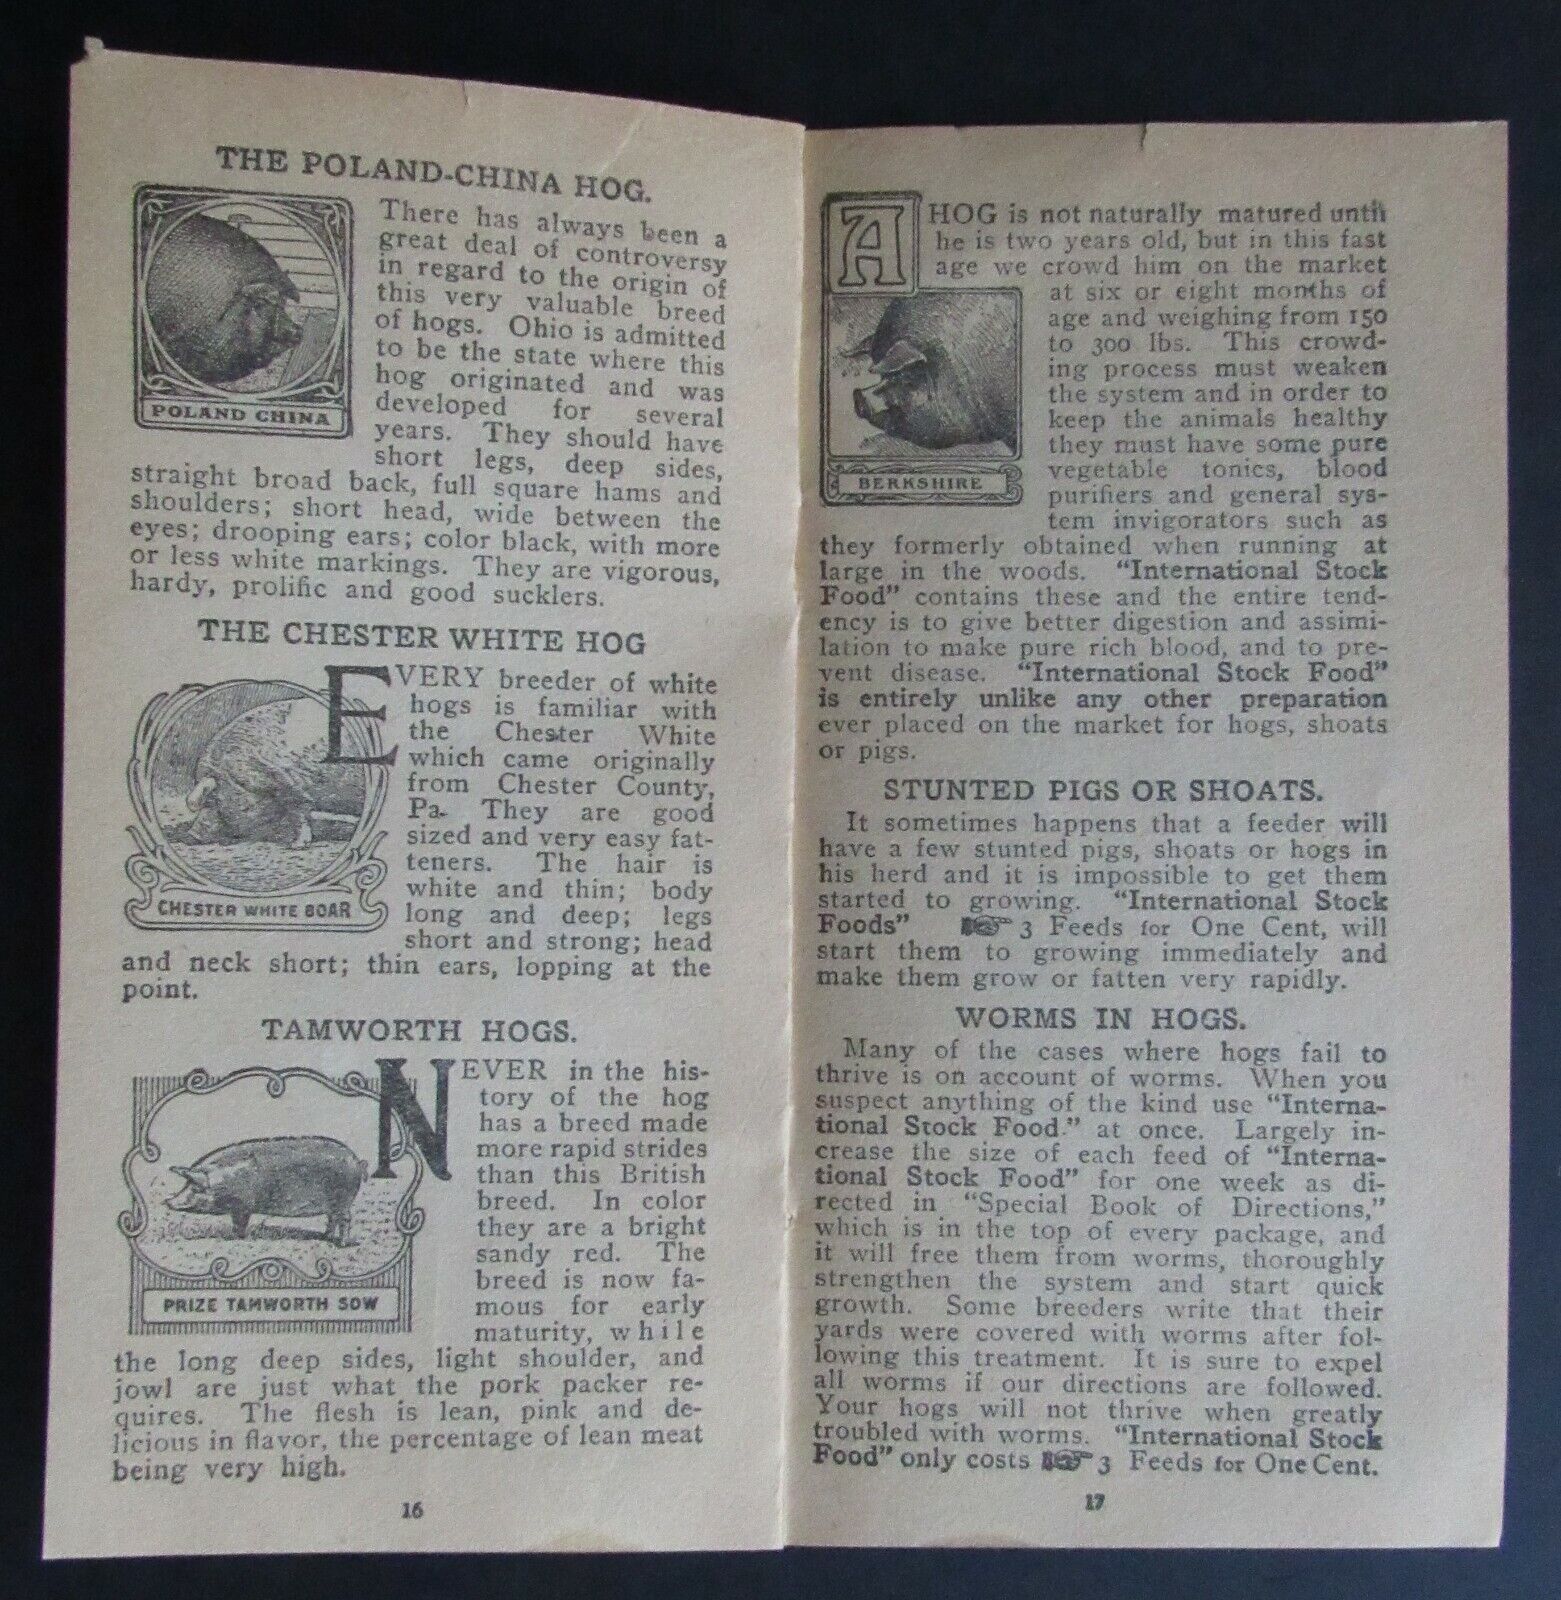 THE POLAND-CHINA HOG.
POLAND CHINA
There has always been a
great deal of controversy
in regard to the origin of
this very valuable breed
of hogs. Ohio is admitted
to be the state where this
hog originated and was
developed for several
years. They should have
short legs, deep sides,
straight broad back, full square hams and
shoulders; short head, wide between the
eyes; drooping ears; color black, with more
or less white markings. They are vigorous,
hardy, prolific and good sucklers.
THE CHESTER WHITE HOG
CHESTER WHITE BOAR
EVERY breeder of white
hogs is familiar with
the Chester White
which came originally
from Chester County,
Pa. They are good
sized and very easy fat-
teners. The hair is
white and thin; body
long and deep; legs
short and strong; head
and neck short; thin ears, lopping at the
point.
TAMWORTH HOGS.
PRIZE TAMWORTH SOW
NEVER in the his-
tory of the hog
has a breed made
more rapid strides
than this British
breed. In color
they are a bright
sandy red. The
breed is now fa-
mous for early
maturity, while
the long deep sides, light shoulder, and
jowl are just what the pork packer re-
quires. The flesh is lean, pink and de-
licious in flavor, the percentage of lean meat
being very high.
16
A HOG is not naturally matured until
he is two years old, but in this fast
age we crowd him on the market
at six or eight months of
age and weighing from 150
to 300 lbs. This crowd-
ing process must weaken
the system and in order to
keep the animals healthy
they must have some pure
vegetable tonics, blood
purifiers and general sys-
tem invigorators such as
BERKSHIRE
they formerly obtained when running at
large in the woods. "International Stock
Food" contains these and the entire tend-
ency is to give better digestion and assimi-
lation to make pure rich blood, and to pre-
vent disease. "International Stock Food"
is entirely unlike any other preparation
ever placed on the market for hogs, shoats
or pigs.
STUNTED PIGS OR SHOATS.
It sometimes happens that a feeder will
have a few stunted pigs, shoats or hogs in
his herd and it is impossible to get them
started to growing. "International Stock
Foods" ☞ 3 Feeds for One Cent, will
start them to growing immediately and
make them grow or fatten very rapidly.
WORMS IN HOGS.
Many of the cases where hogs fail to
thrive is on account of worms. When you
suspect anything of the kind use "Interna-
tional Stock Food." at once. Largely in-
crease the size of each feed of "Interna-
tional Stock Food" for one week as di-
rected in "Special Book of Directions,"
which is in the top of every package, and
it will free them from worms, thoroughly
strengthen the system and start quick
growth. Some breeders write that their
yards were covered with worms after fol-
lowing this treatment. It is sure to expel
all worms if our directions are followed.
Your hogs will not thrive when greatly
troubled with worms. "International Stock
Food" only costs ☞ 3 Feeds for One Cent.
17